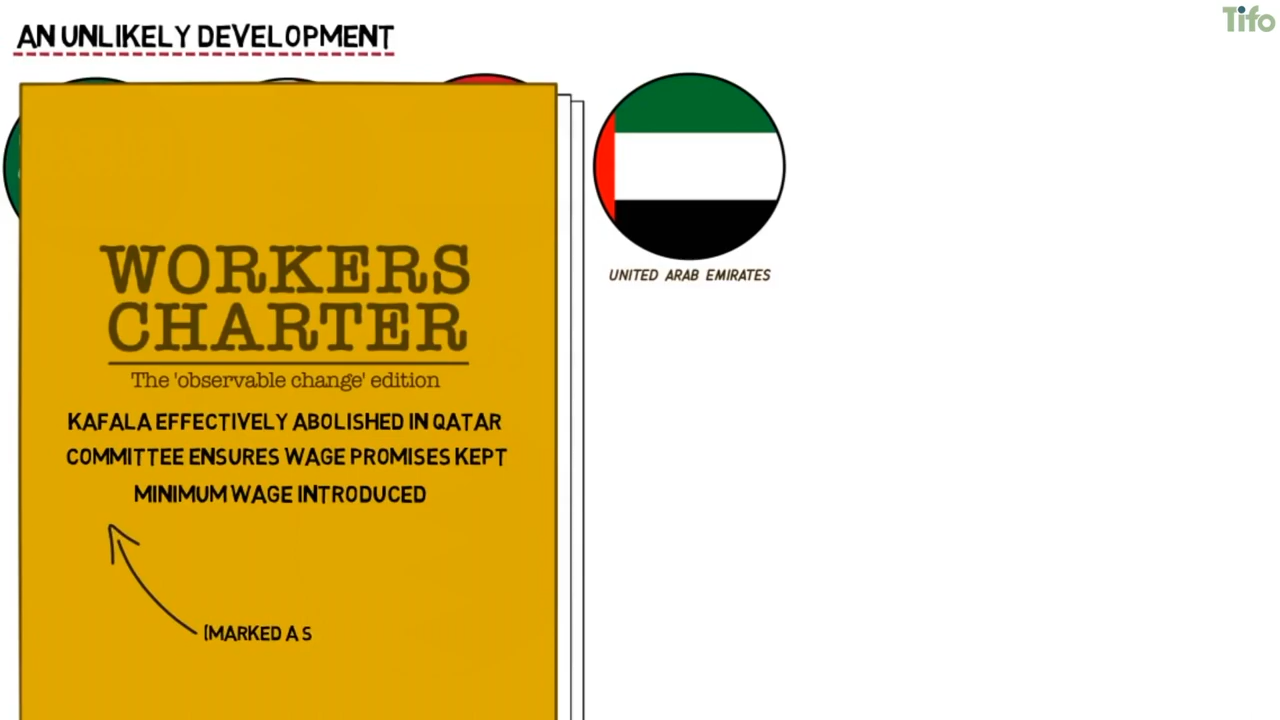 AN UNLIKELY DEVELOPMENT
Tifo
UNITED ARAB EMIRATES
WORKERS
CHARTER
The 'observable change' edition
KAFALA EFFECTIVELY ABOLISHED IN QATAR
COMMITTEE ENSURES WAGE PROMISES KEPT
MINIMUM WAGE INTRODUCED
(MARKED A S